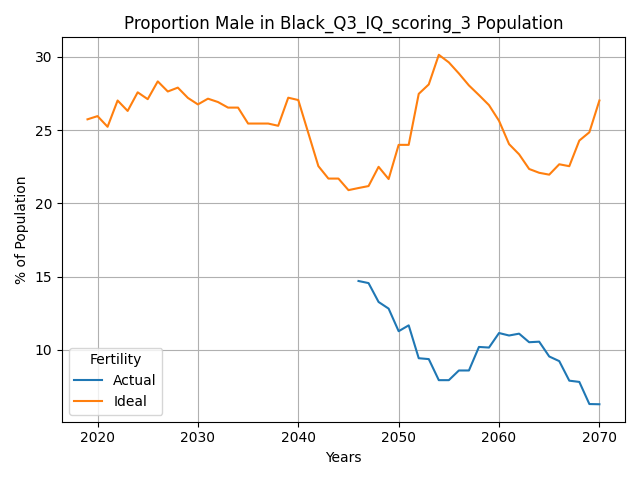 Proportion Male in Black_Q3_IQ_scoring_3 Population
% of Population
30
25
20
15
10
Fertility
Actual
Ideal
2020 2030 2040 2050 2060 2070
Years